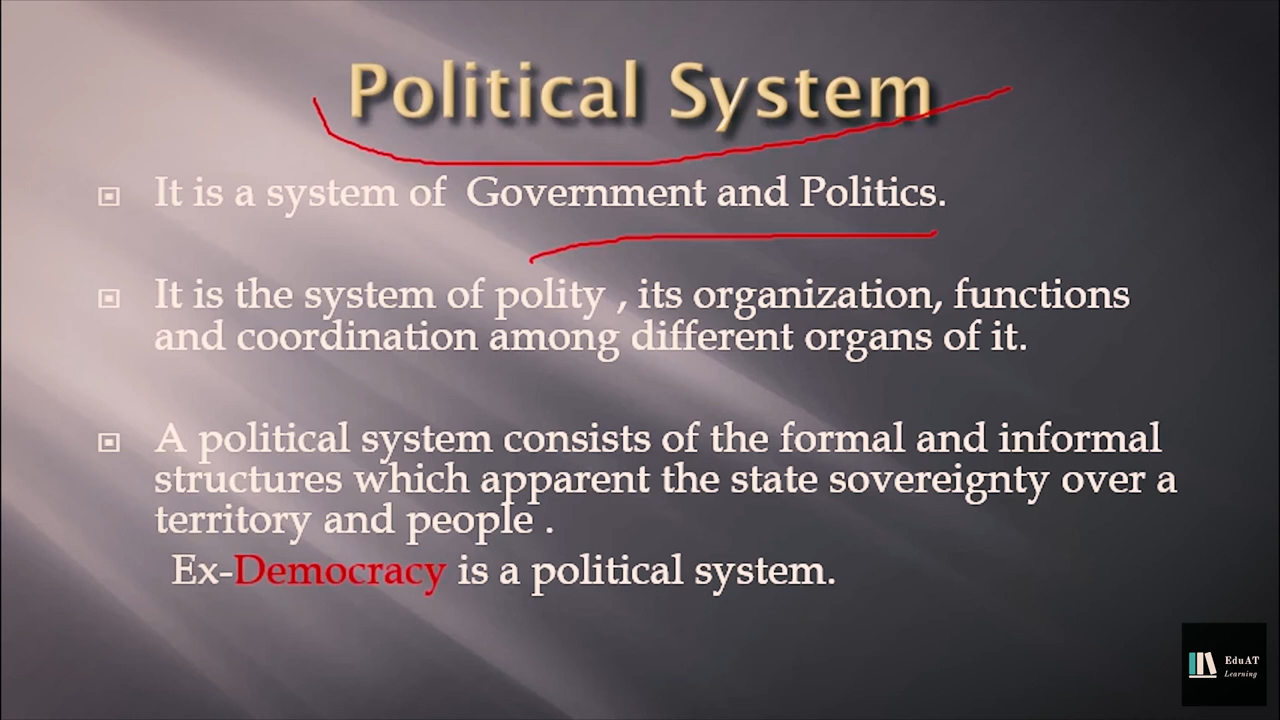 Political System
It is a system of Government and Politics.
It is the system of polity , its organization, functions
and coordination among different organs of it.
A political system consists of the formal and informal
structures which apparent the state sovereignty over a
territory and people .
Ex-Democracy is a political system.
EduAT
Learning